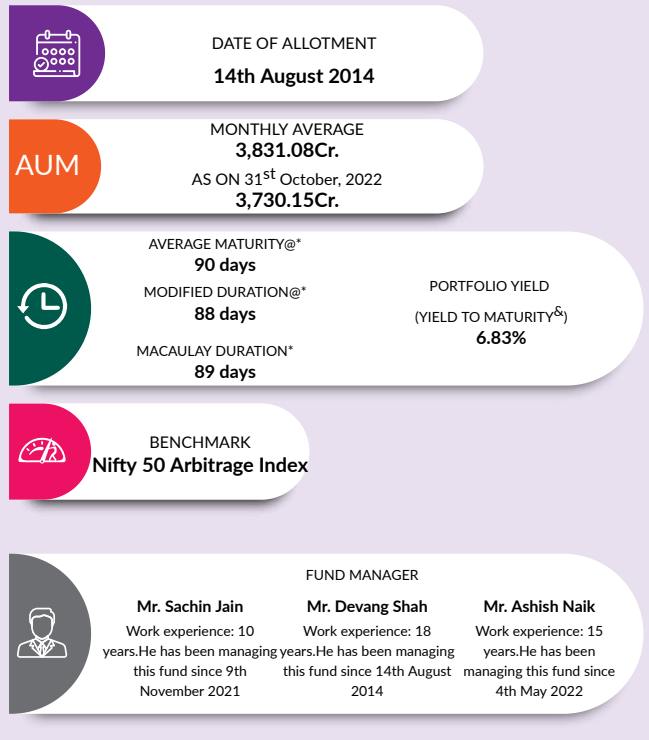 DATE OF ALLOTMENT
14th August 2014
AUM
MONTHLY AVERAGE
3,831.08Cr.
AS ON 31st October, 2022
3,730.15Cr.
AVERAGE MATURITY@*
90 days
MODIFIED DURATION@*
88 days
MACAULAY DURATION*
89 days
PORTFOLIO YIELD
(YIELD TO MATURITY&)
6.83%
BENCHMARK
Nifty 50 Arbitrage Index
FUND MANAGER
Mr. Sachin Jain
Work experience: 10
years.He has been managing
this fund since 9th
November 2021
Mr. Devang Shah
Work experience: 18
years.He has been managing
this fund since 14th August
2014
Mr. Ashish Naik
Work experience: 15
years.He has been
managing this fund since
4th May 2022